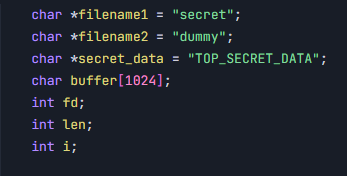 char *filename1 = "secret";
char *filename2 = "dummy";
char *secret_data = "TOP_SECRET_DATA";
char buffer[1024];
int fd;
int len;
int i;